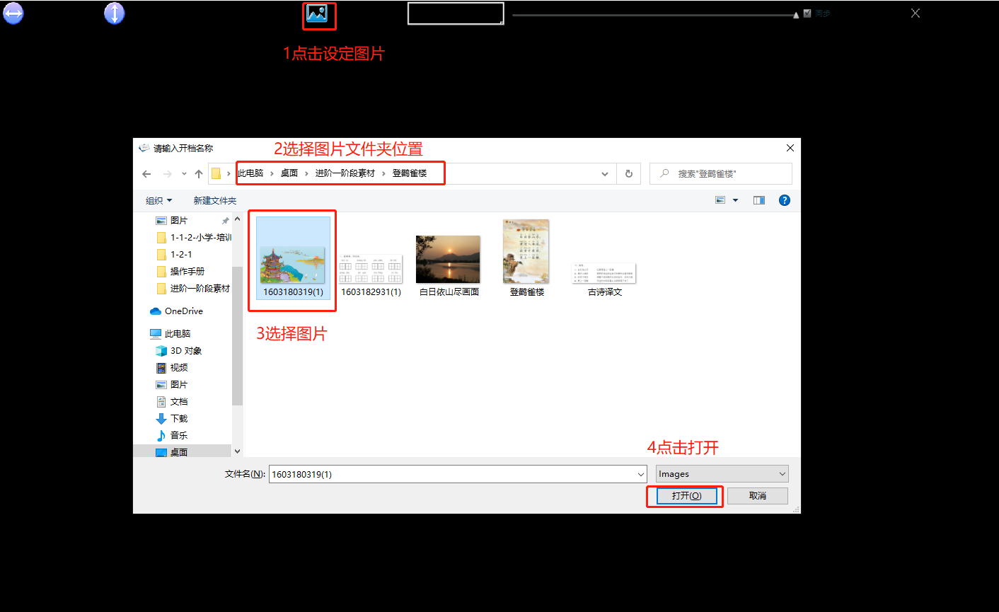 同步
1点击设定图片
请输入开档名称
2选择图片文件夹位置
此电脑 > 桌面 > 进阶一阶段素材 > 登鹳雀楼
搜索"登鹳雀楼"
组织
新建文件夹
图片
1-1-2-小学-培训
1-2-1
操作手册
进阶一阶段素材
OneDrive
此电脑
3D 对象
视频
图片
文档
下载
音乐
桌面
1603180319(1)
1603182931(1)
白日依山尽画面
登鹳雀楼
古诗译文
3选择图片
4点击打开
文件名(N):
1603180319(1)
Images
打开(O)
取消